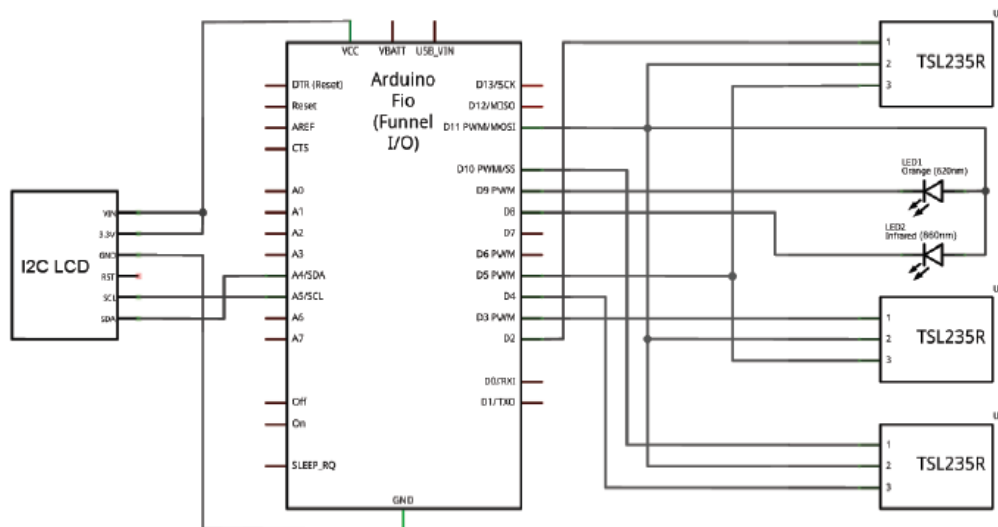 VCC
VBATT
USB_VIN
U
1
2
3
TSL235R
Arduino
Fio
(Funnel
I/O)
DTR (Reset)
Reset
AREF
CTS
A0
A1
A2
A3
A4/SDA
A5/SCL
A6
A7
Off
On
SLEEP_RQ
GND
D13/SCK
D12/MISO
D11 PWM/MOSI
D10 PWM/SS
D9 PWM
D8
D7
D6 PWM
D5 PWM
D4
D3 PWM
D2
D0/RXI
D1/TXO
I2C LCD
VIN
3.3V
GND
RST
SCL
SDA
LED1
Orange (620nm)
LED2
Infrared (860nm)
U
1
2
3
TSL235R
U
1
2
3
TSL235R